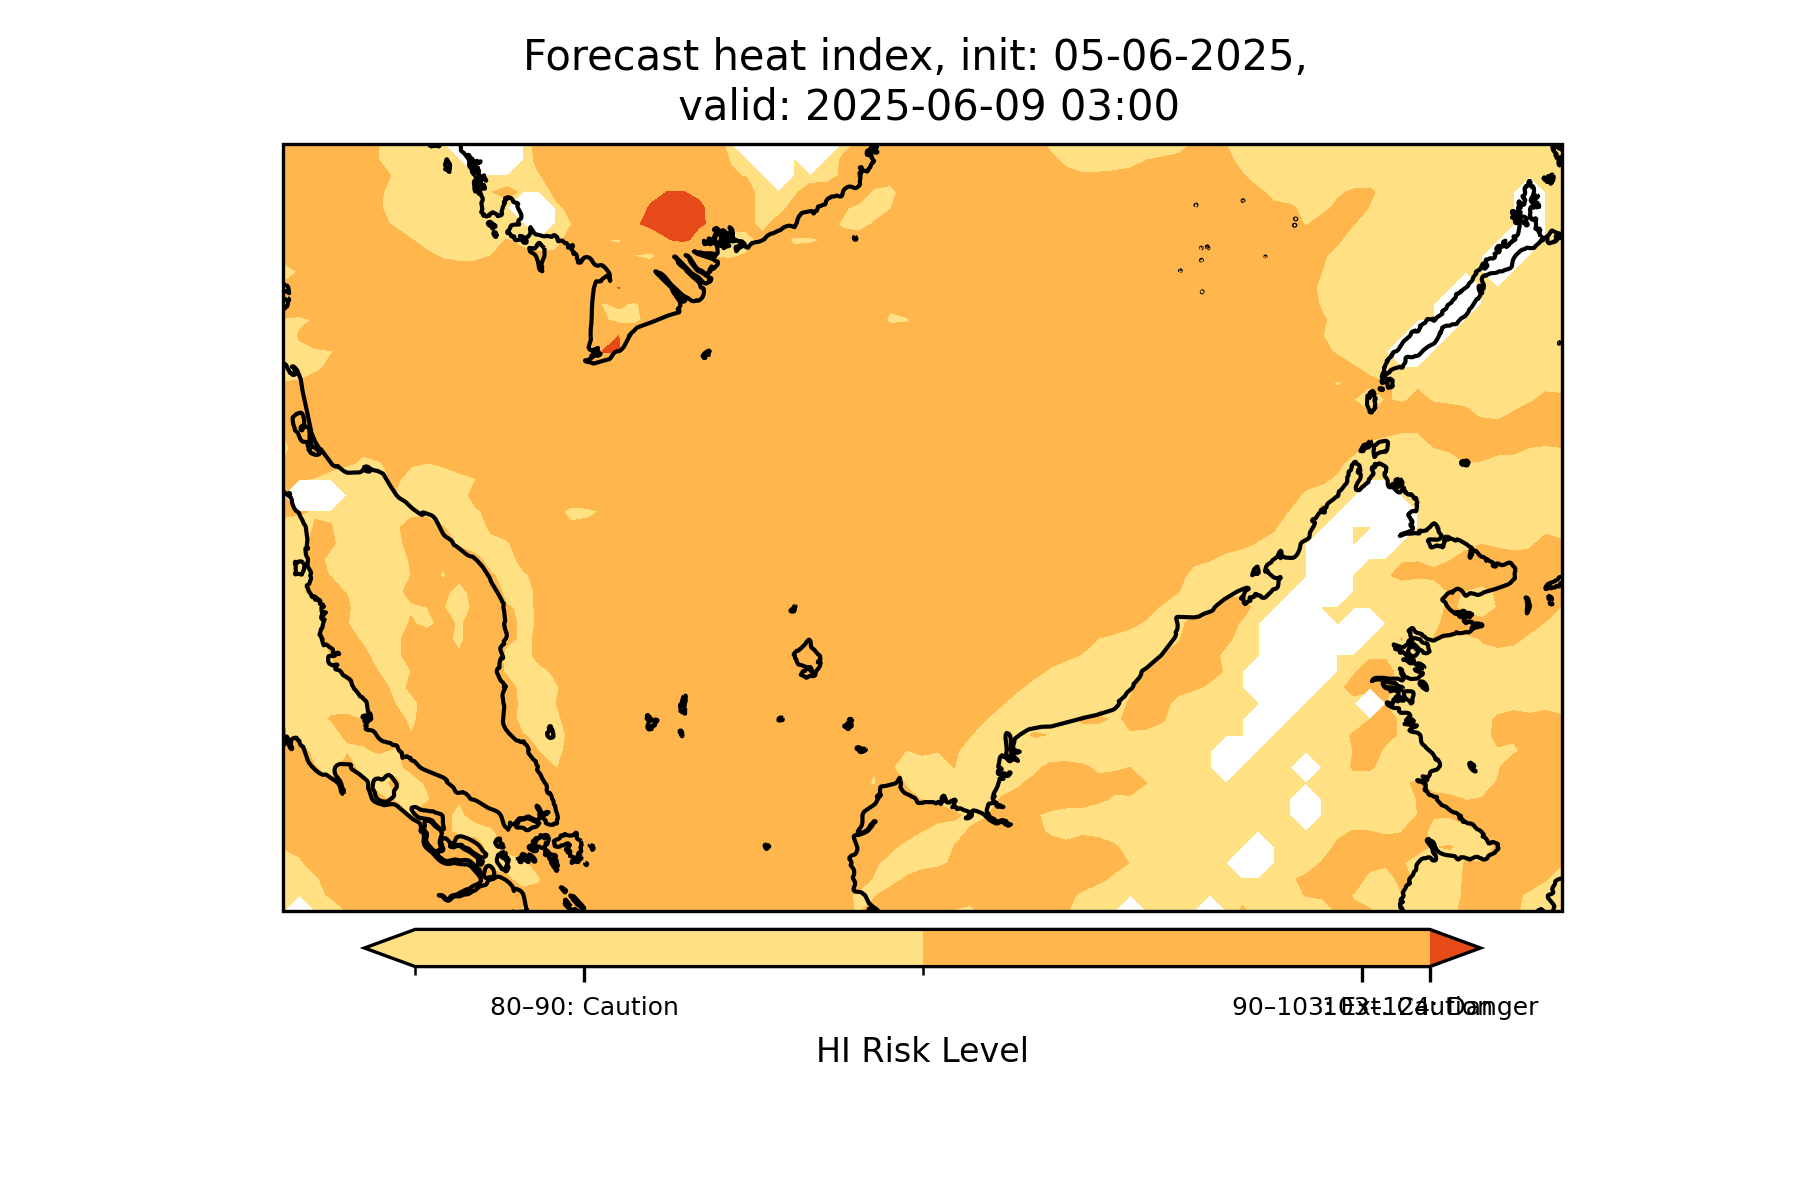 Forecast heat index, init: 05-06-2025,
valid: 2025-06-09 03:00
80–90: Caution
90–103: Ext. Caution
103–124: Danger
HI Risk Level